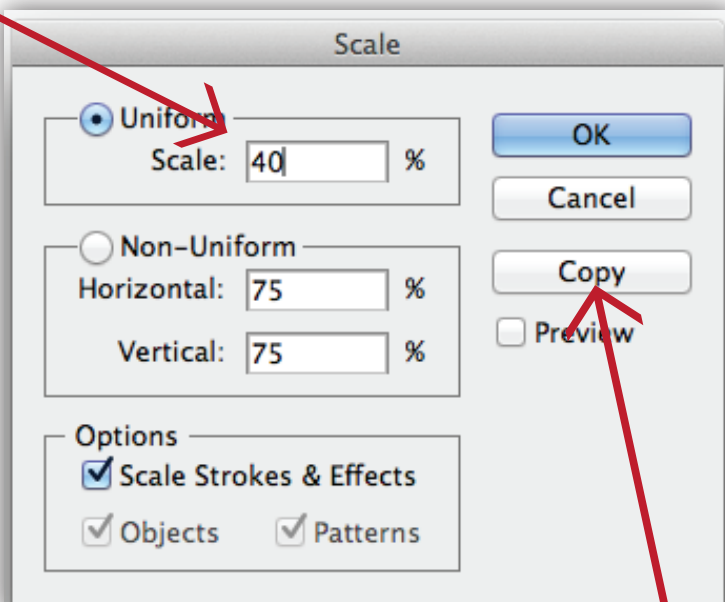 Scale
Uniform
Scale: 40 %
OK
Cancel
Non-Uniform
Horizontal: 75 %
Vertical: 75 %
Copy
Preview
Options
Scale Strokes & Effects
Objects Patterns